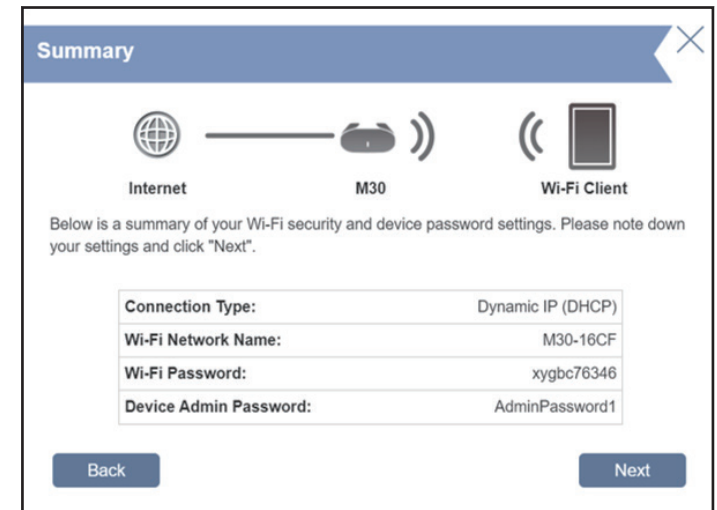 Summary
Internet M30 Wi-Fi Client
Below is a summary of your Wi-Fi security and device password settings. Please note down
your settings and click "Next".
Connection Type: Dynamic IP (DHCP)
Wi-Fi Network Name: M30-16CF
Wi-Fi Password: xygbc76346
Device Admin Password: AdminPassword1
Back Next